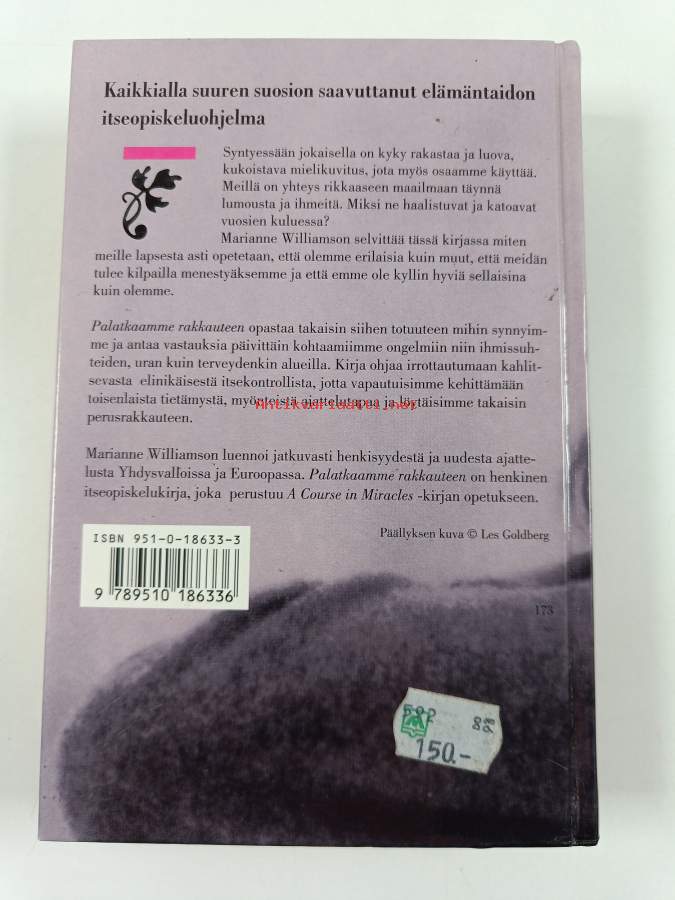 Kaikkialla suuren suosion saavuttanut elämäntaidon
itseopiskeluohjelma
Syntyessään jokaisella on kyky rakastaa ja luova,
kukoistava mielikuvitus, jota myös osaamme käyttää.
Meillä on yhteys rikkaaseen maailmaan täynnä
lumousta ja ihmeitä. Miksi ne haalistuvat ja katoavat
vuosien kuluessa?
Marianne Williamson selvittää tässä kirjassa miten
meille lapsesta asti opetetaan, että olemme erilaisia kuin muut, että meidän
tulee kilpailla menestyäksemme ja että emme ole kyllin hyviä sellaisina
kuin olemme.
Palatkaamme rakkauteen opastaa takaisin siihen totuuteen mihin synnyim-
me ja antaa vastauksia päivittäin kohtaamiimme ongelmiin niin ihmissuh-
teiden, uran kuin terveydenkin alueilla. Kirja ohjaa irrottautumaan kahlit-
sevasta elinikäisestä itsekontrollista, jotta vapautuisimme kehittämään
toisenlaista tietämystä, myönteistä ajattelutapaa ja löytäisimme takaisin
perusrakkauteen.
Antikvariaatti.net
Marianne Williamson luennoi jatkuvasti henkisyydestä ja uudesta ajatte-
lusta Yhdysvalloissa ja Euroopassa. Palatkaamme rakkauteen on henkinen
itseopiskelukirja, joka perustuu A Course in Miracles -kirjan opetukseen.
Päällyksen kuva © Les Goldberg
ISBN 951-0-18633-3
9 789510 186336
173
150.-